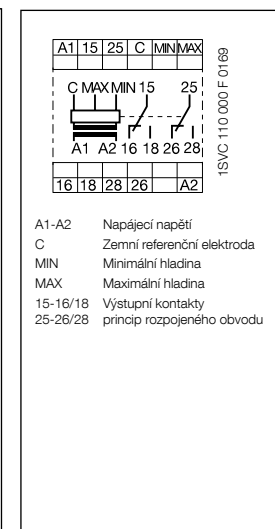 A1 15 25 C MIN MAX
C MAX MIN 15 25
A1 A2 16 18 26 28
16 18 28 26 A2
1SVC 110 000 F 0169
A1-A2 Napájecí napětí
C Zemní referenční elektroda
MIN Minimální hladina
MAX Maximální hladina
15-16/18 Výstupní kontakty
25-26/28 princip rozpojeného obvodu